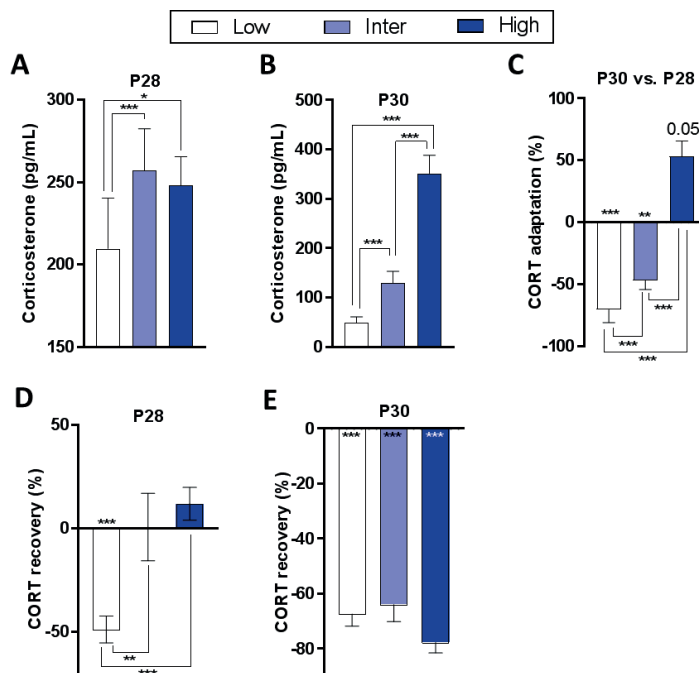 Low Inter High
A
P28
Corticosterone (pg/mL)
300
250
200
150
*
***
B
P30
Corticosterone (pg/mL)
500
400
300
200
100
0
***
***
***
C
P30 vs. P28
CORT adaptation (%)
100
50
0
-50
-100
0.05
***
**
***
***
***
D
P28
CORT recovery (%)
50
0
-50
***
**
***
E
P30
CORT recovery (%)
0
-20
-40
-60
-80
***
***
***